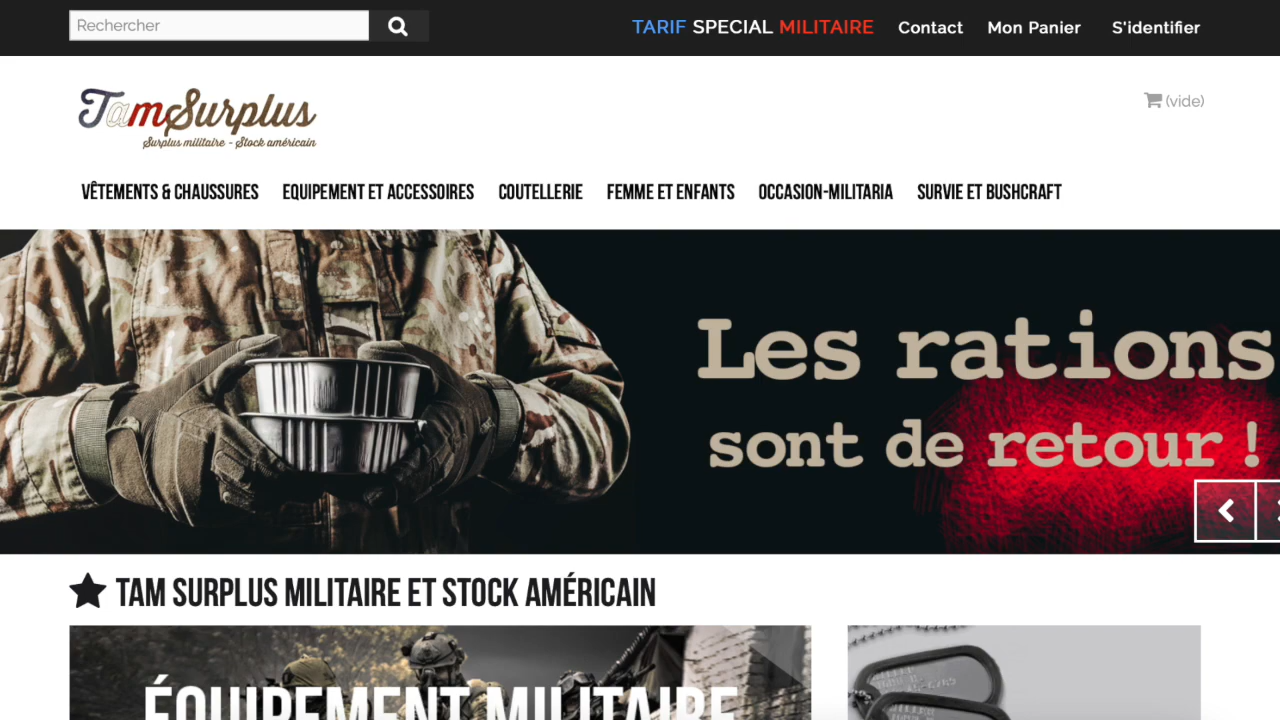 Rechercher
TARIF SPECIAL MILITAIRE
Contact
Mon Panier
S'identifier
TamSurplus
Surplus militaire - Stock américain
(vide)
VÊTEMENTS & CHAUSSURES
EQUIPEMENT ET ACCESSOIRES
COUTELLERIE
FEMME ET ENFANTS
OCCASION-MILITARIA
SURVIE ET BUSHCRAFT
Les rations
sont de retour !
TAM SURPLUS MILITAIRE ET STOCK AMÉRICAIN
ÉQUIPEMENT MILITAIRE